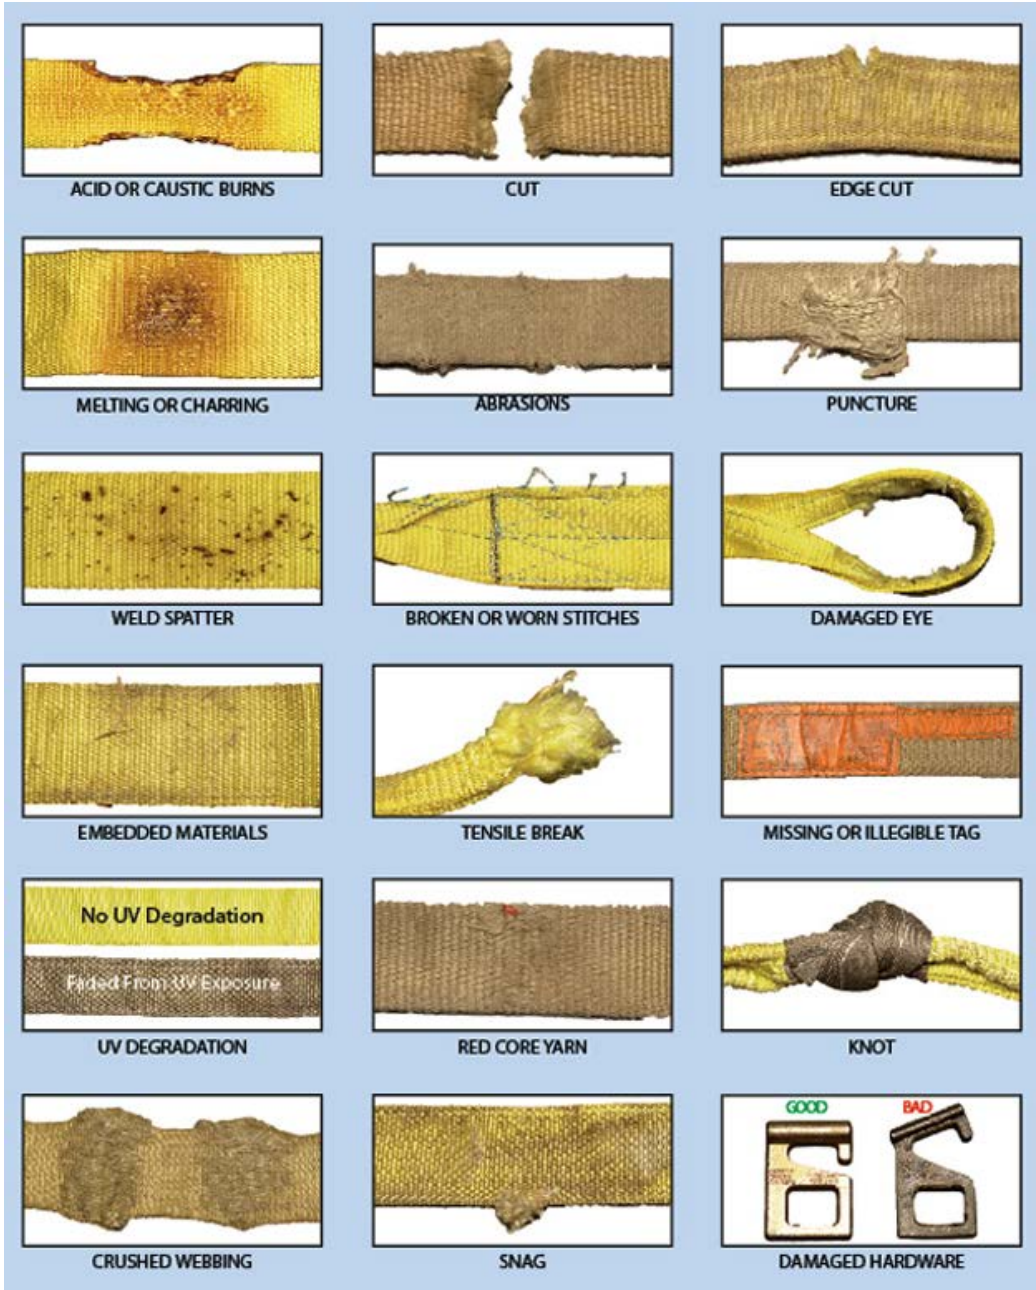 ACID OR CAUSTIC BURNS
CUT
EDGE CUT
MELTING OR CHARRING
ABRASIONS
PUNCTURE
WELD SPATTER
BROKEN OR WORN STITCHES
DAMAGED EYE
EMBEDDED MATERIALS
TENSILE BREAK
MISSING OR ILLEGIBLE TAG
No UV Degradation
Faded From UV Exposure
UV DEGRADATION
RED CORE YARN
KNOT
GOOD
BAD
CRUSHED WEBBING
SNAG
DAMAGED HARDWARE